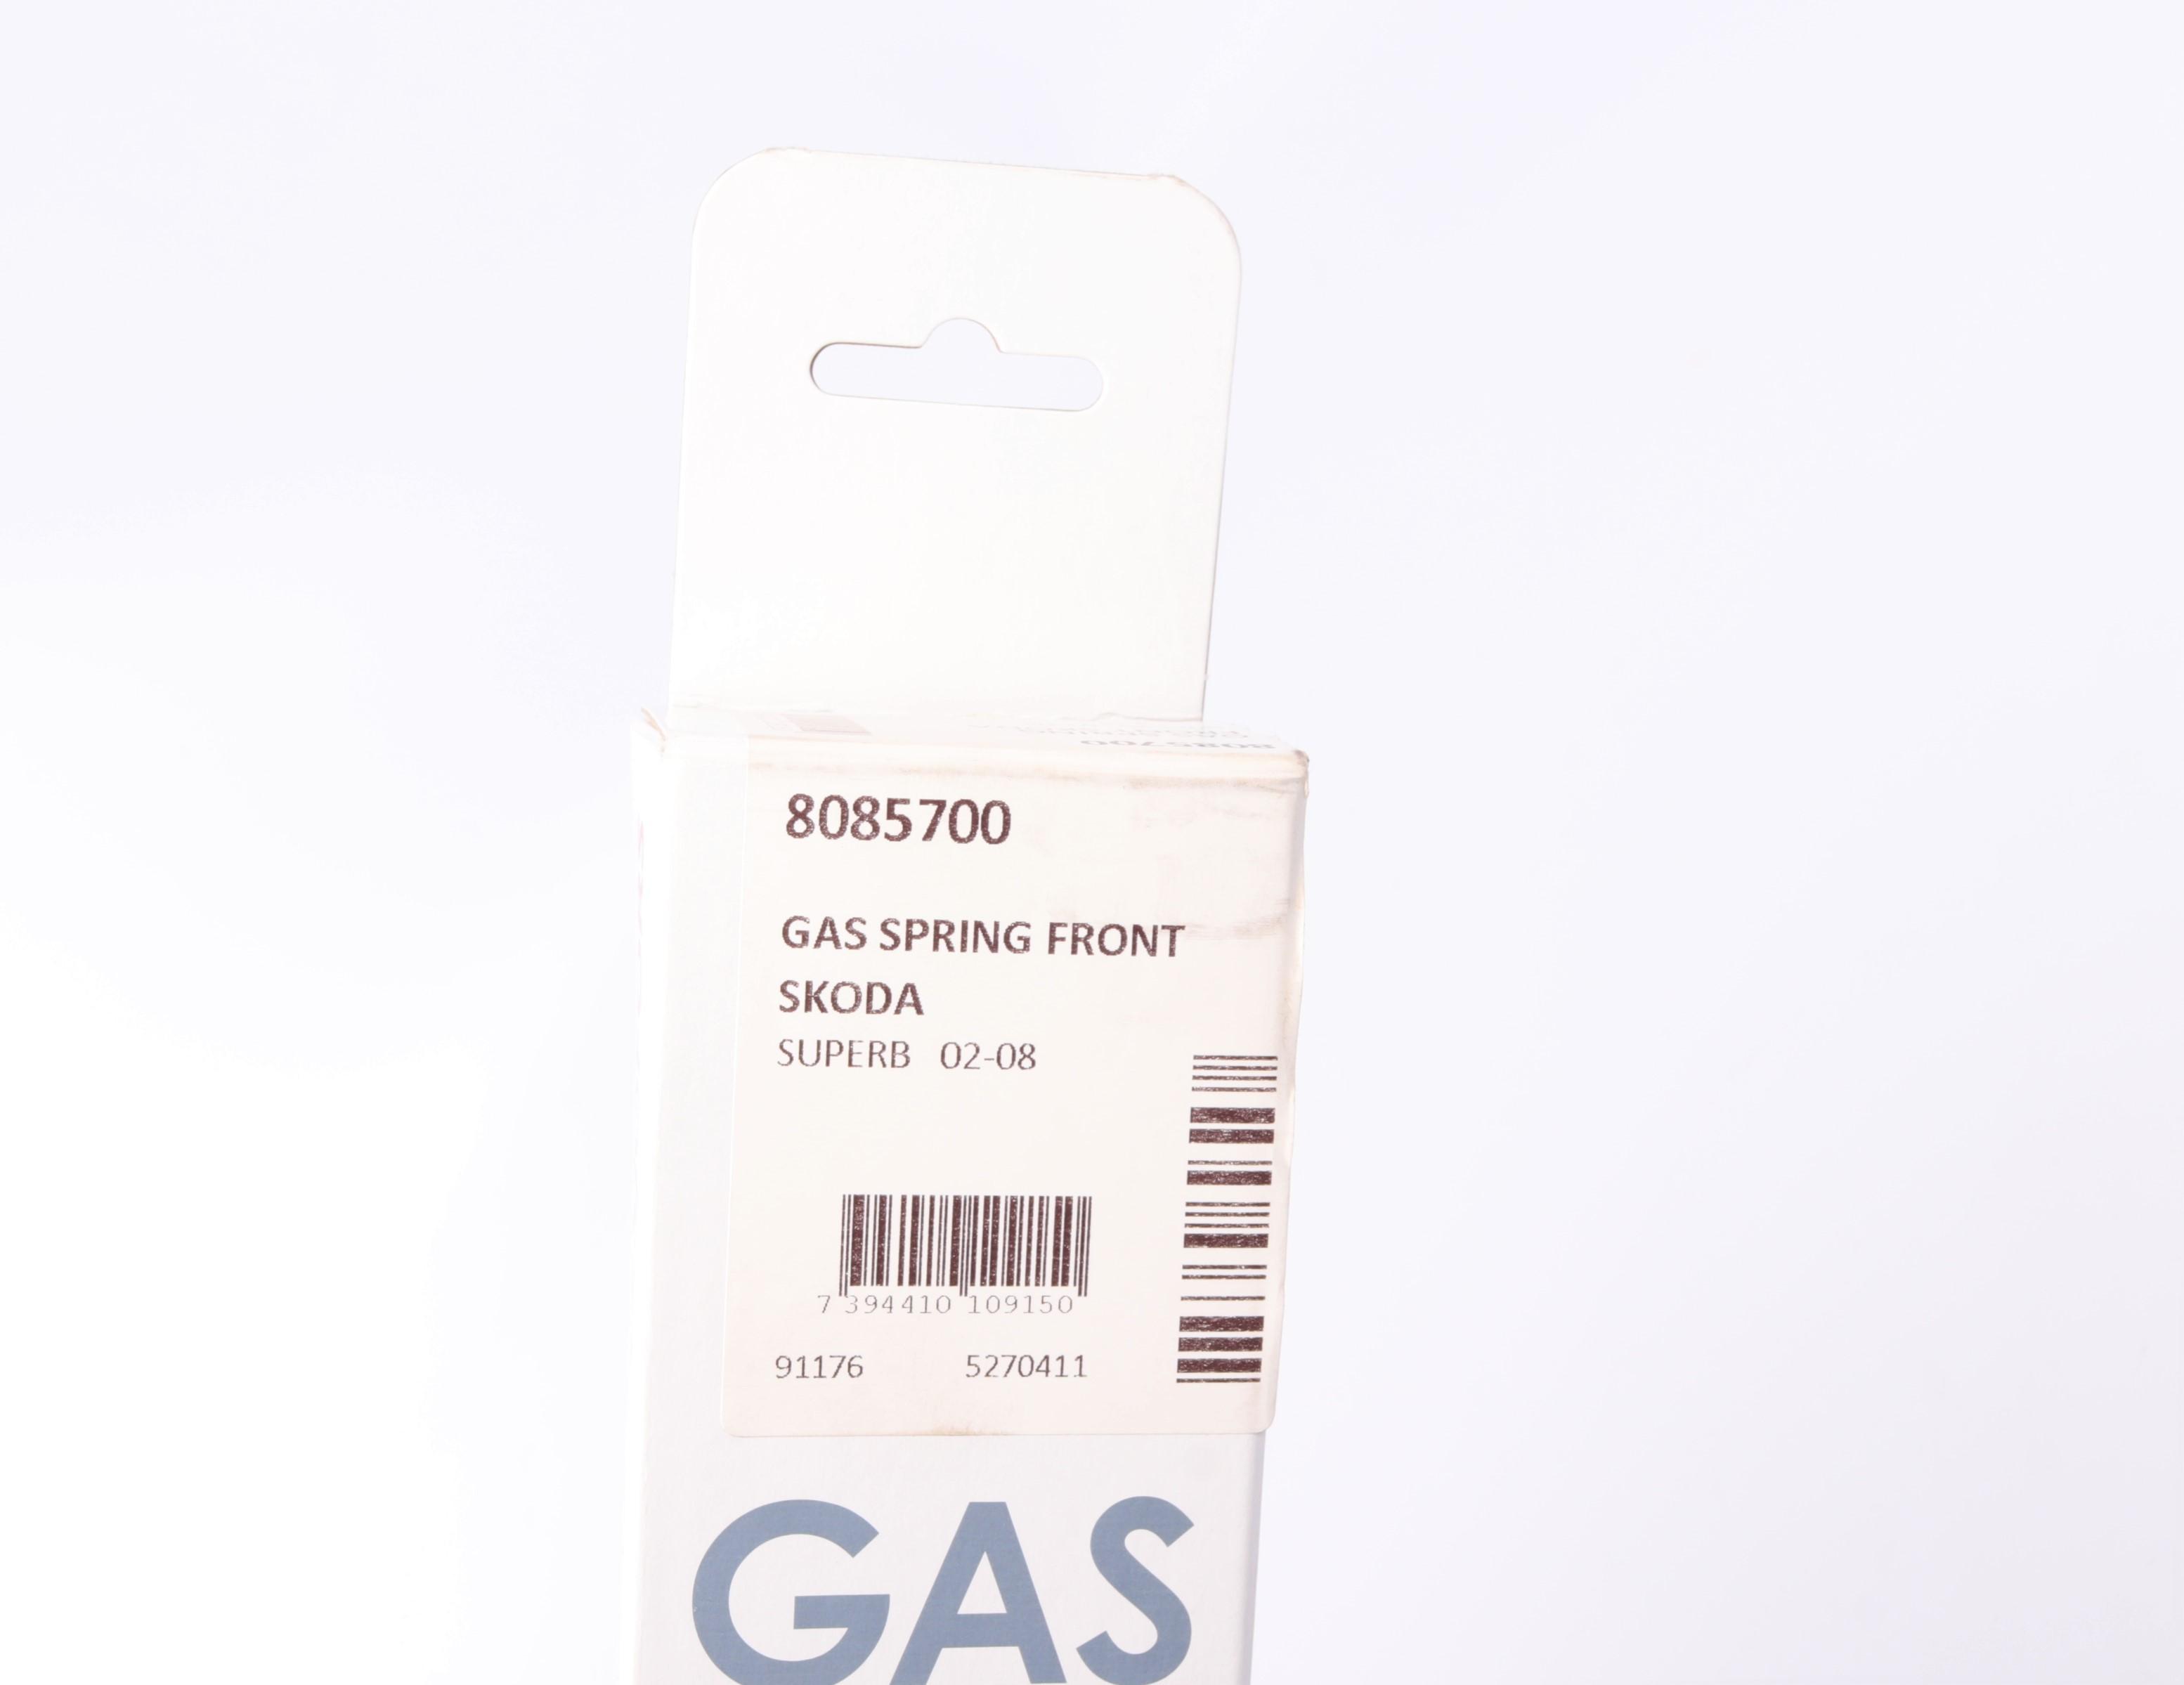 8085700
GAS SPRING FRONT
SKODA
SUPERB 02-08
7 394410 109150
91176 5270411
GAS